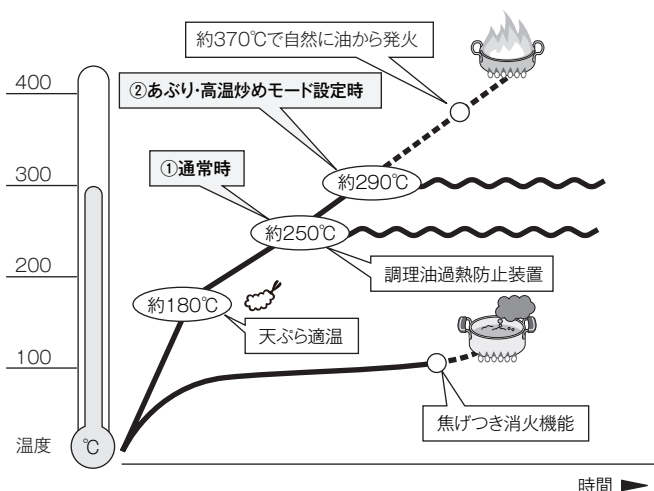 約370℃で自然に油から発火
400
②あぶり・高温炒めモード設定時
①通常時
300
約290℃
約250℃
200
調理油過熱防止装置
約180℃
天ぷら適温
100
焦げつき消火機能
温度
℃
時間